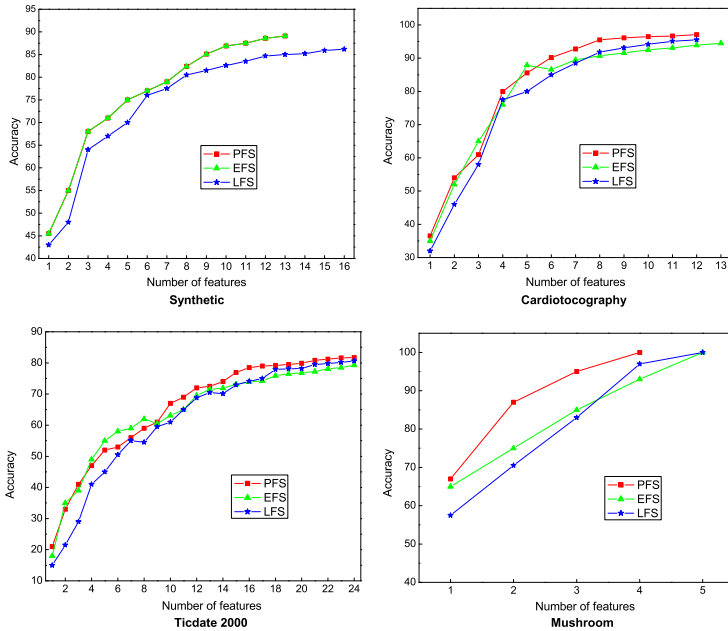 95
90
85
80
75
70
65
60
55
50
45
40
Accuracy
PFS
EFS
LFS
1 2 3 4 5 6 7 8 9 10 11 12 13 14 15 16
Number of features
Synthetic
100
90
80
70
60
50
40
30
Accuracy
PFS
EFS
LFS
1 2 3 4 5 6 7 8 9 10 11 12 13
Number of features
Cardiotocography
90
80
70
60
50
40
30
20
10
Accuracy
PFS
EFS
LFS
2 4 6 8 10 12 14 16 18 20 22 24
Number of features
Ticdate 2000
100
90
80
70
60
50
40
Accuracy
PFS
EFS
LFS
1 2 3 4 5
Number of features
Mushroom